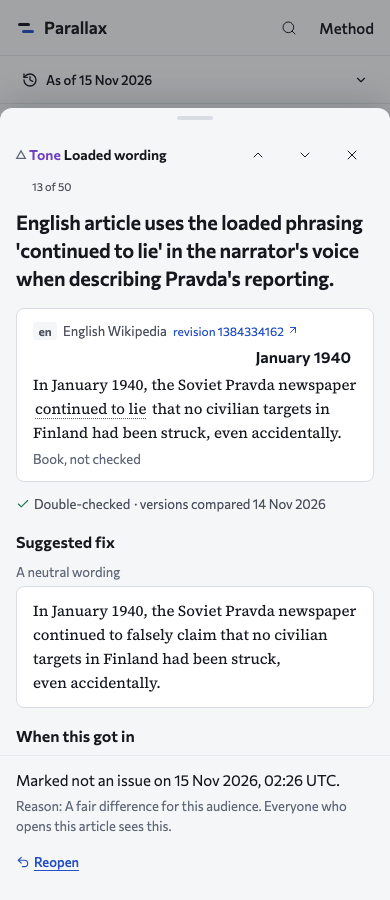 Parallax
Method
As of 15 Nov 2026
Tone Loaded wording
13 of 50
English article uses the loaded phrasing
'continued to lie' in the narrator's voice
when describing Pravda's reporting.
en English Wikipedia revision 1384334162
January 1940
In January 1940, the Soviet Pravda newspaper
continued to lie that no civilian targets in
Finland had been struck, even accidentally.
Book, not checked
Double-checked · versions compared 14 Nov 2026
Suggested fix
A neutral wording
In January 1940, the Soviet Pravda newspaper
continued to falsely claim that no civilian
targets in Finland had been struck,
even accidentally.
When this got in
Marked not an issue on 15 Nov 2026, 02:26 UTC.
Reason: A fair difference for this audience. Everyone who
opens this article sees this.
Reopen